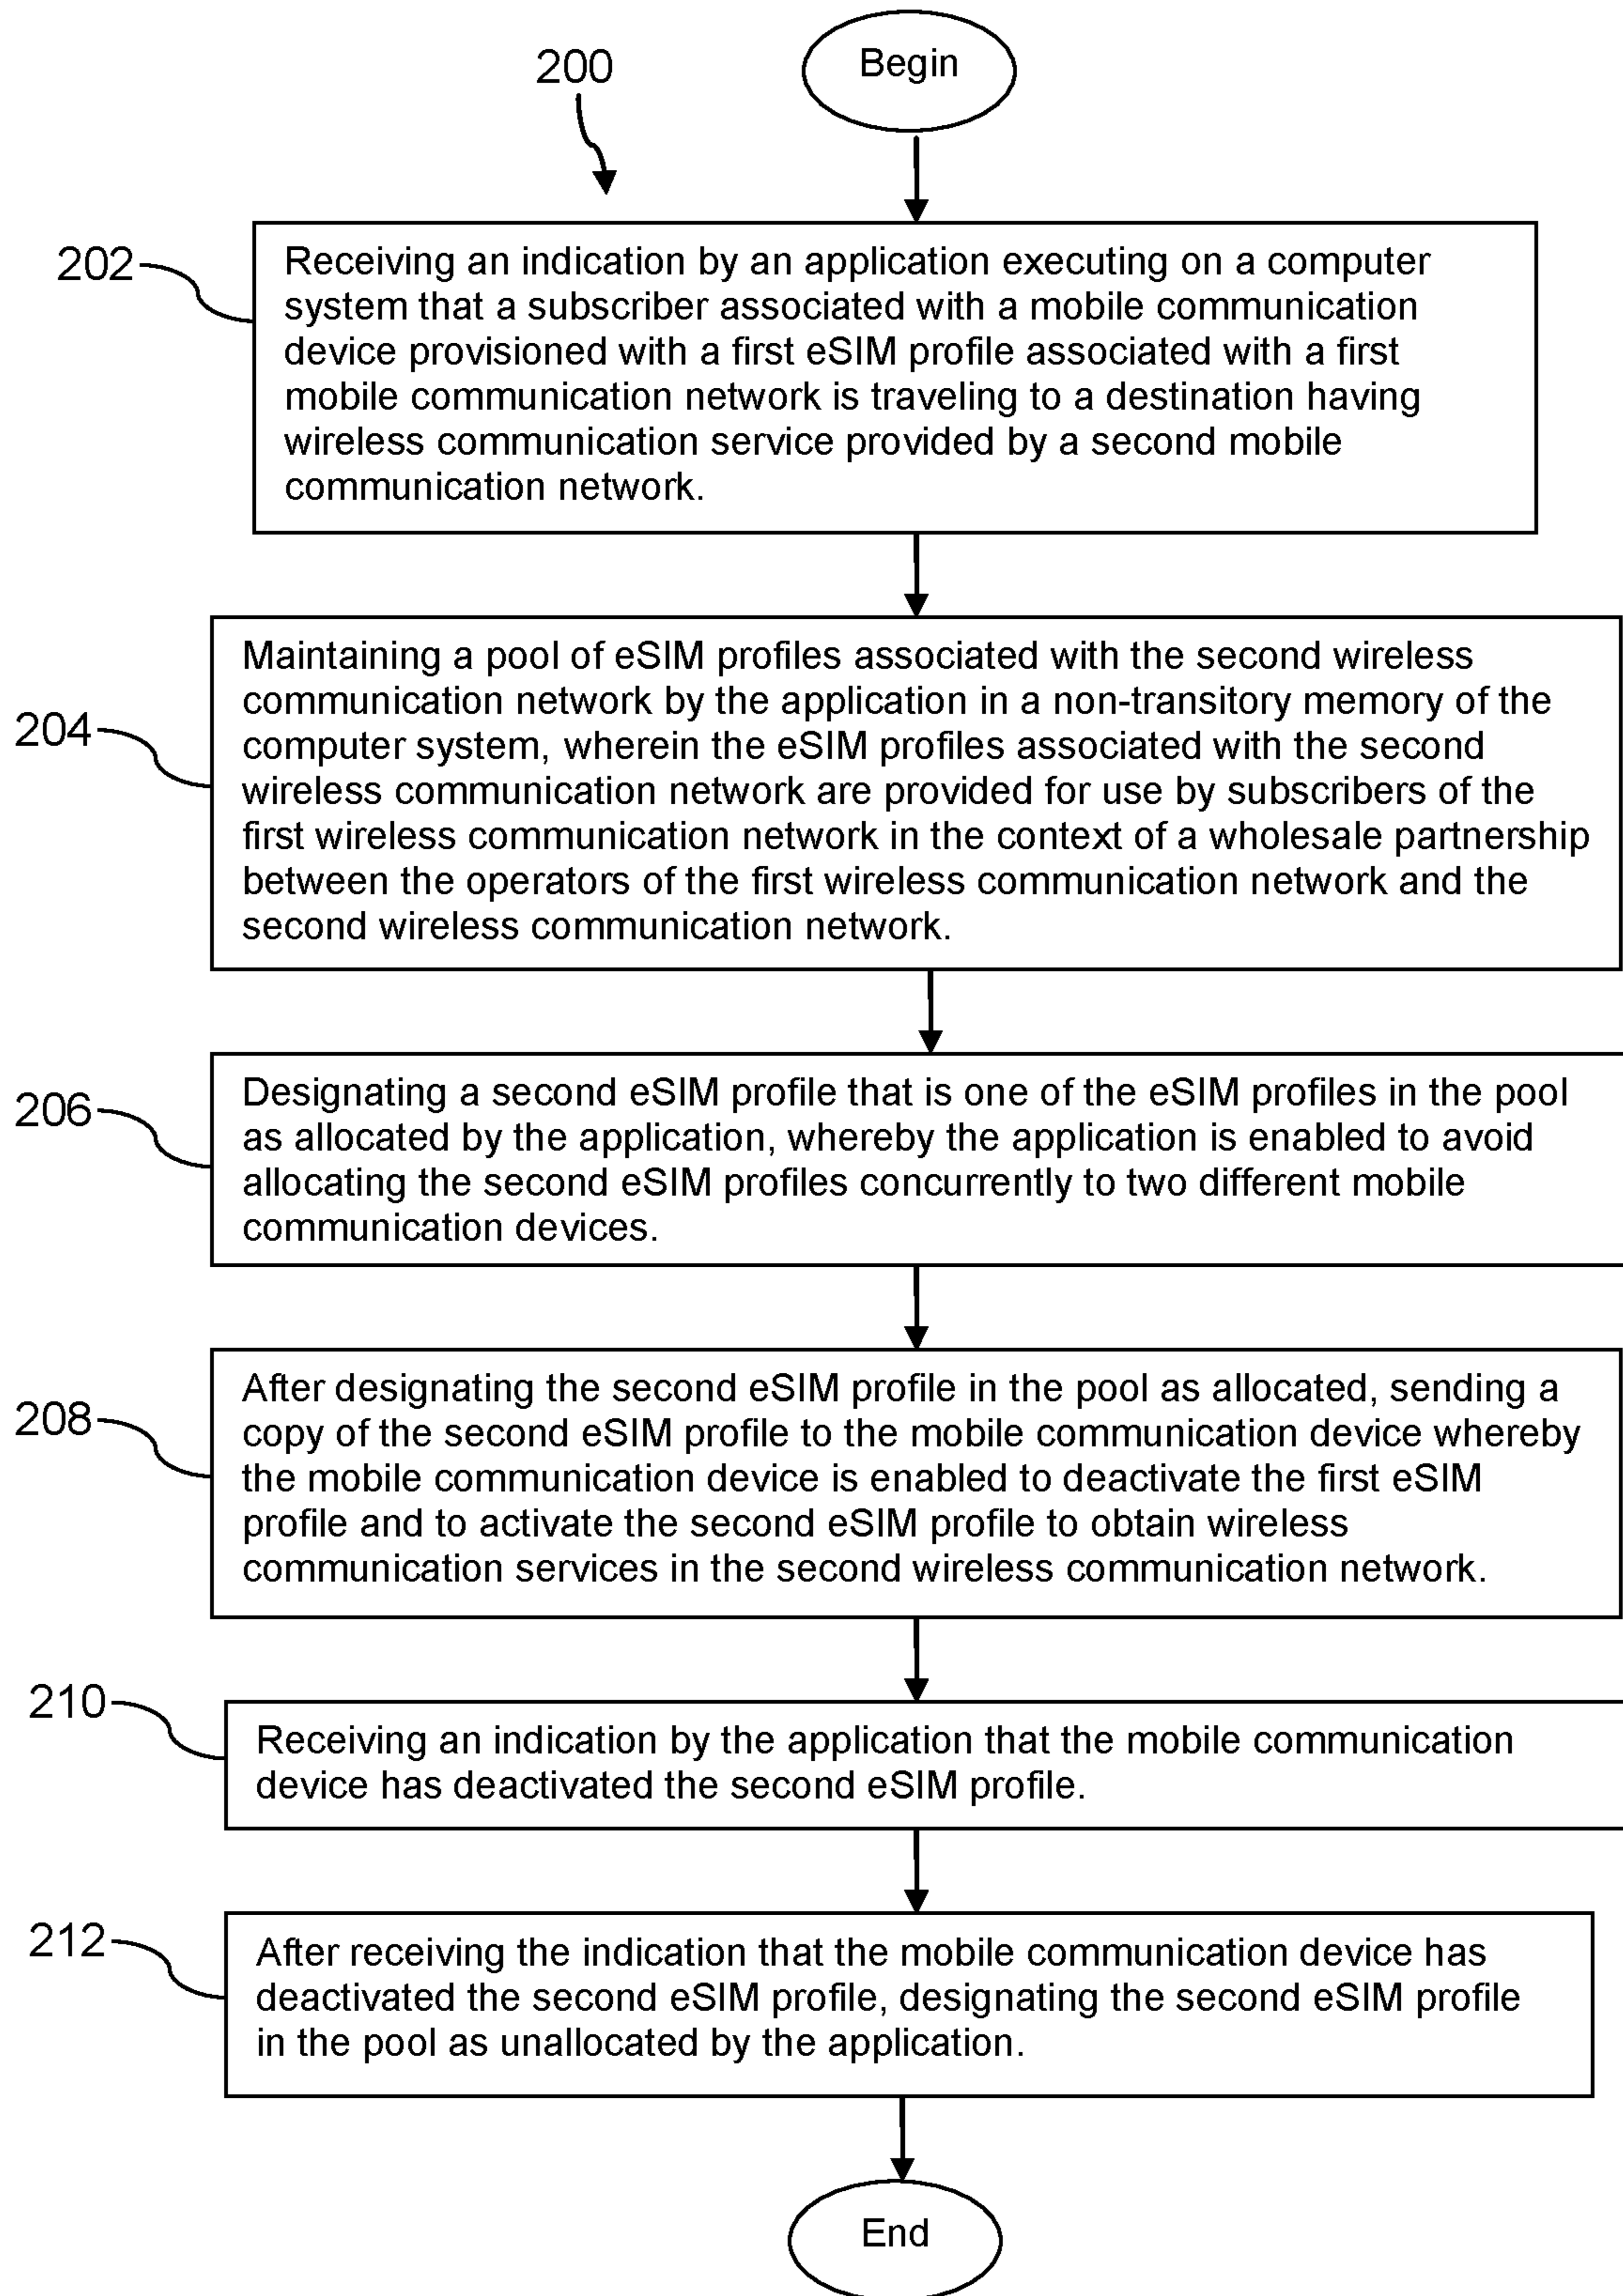 Begin
200
202
Receiving an indication by an application executing on a computer
system that a subscriber associated with a mobile communication
device provisioned with a first eSIM profile associated with a first
mobile communication network is traveling to a destination having
wireless communication service provided by a second mobile
communication network.
204
Maintaining a pool of eSIM profiles associated with the second wireless
communication network by the application in a non-transitory memory of the
computer system, wherein the eSIM profiles associated with the second
wireless communication network are provided for use by subscribers of the
first wireless communication network in the context of a wholesale partnership
between the operators of the first wireless communication network and the
second wireless communication network.
206
Designating a second eSIM profile that is one of the eSIM profiles in the pool
as allocated by the application, whereby the application is enabled to avoid
allocating the second eSIM profiles concurrently to two different mobile
communication devices.
208
After designating the second eSIM profile in the pool as allocated, sending a
copy of the second eSIM profile to the mobile communication device whereby
the mobile communication device is enabled to deactivate the first eSIM
profile and to activate the second eSIM profile to obtain wireless
communication services in the second wireless communication network.
210
Receiving an indication by the application that the mobile communication
device has deactivated the second eSIM profile.
212
After receiving the indication that the mobile communication device has
deactivated the second eSIM profile, designating the second eSIM profile
in the pool as unallocated by the application.
End